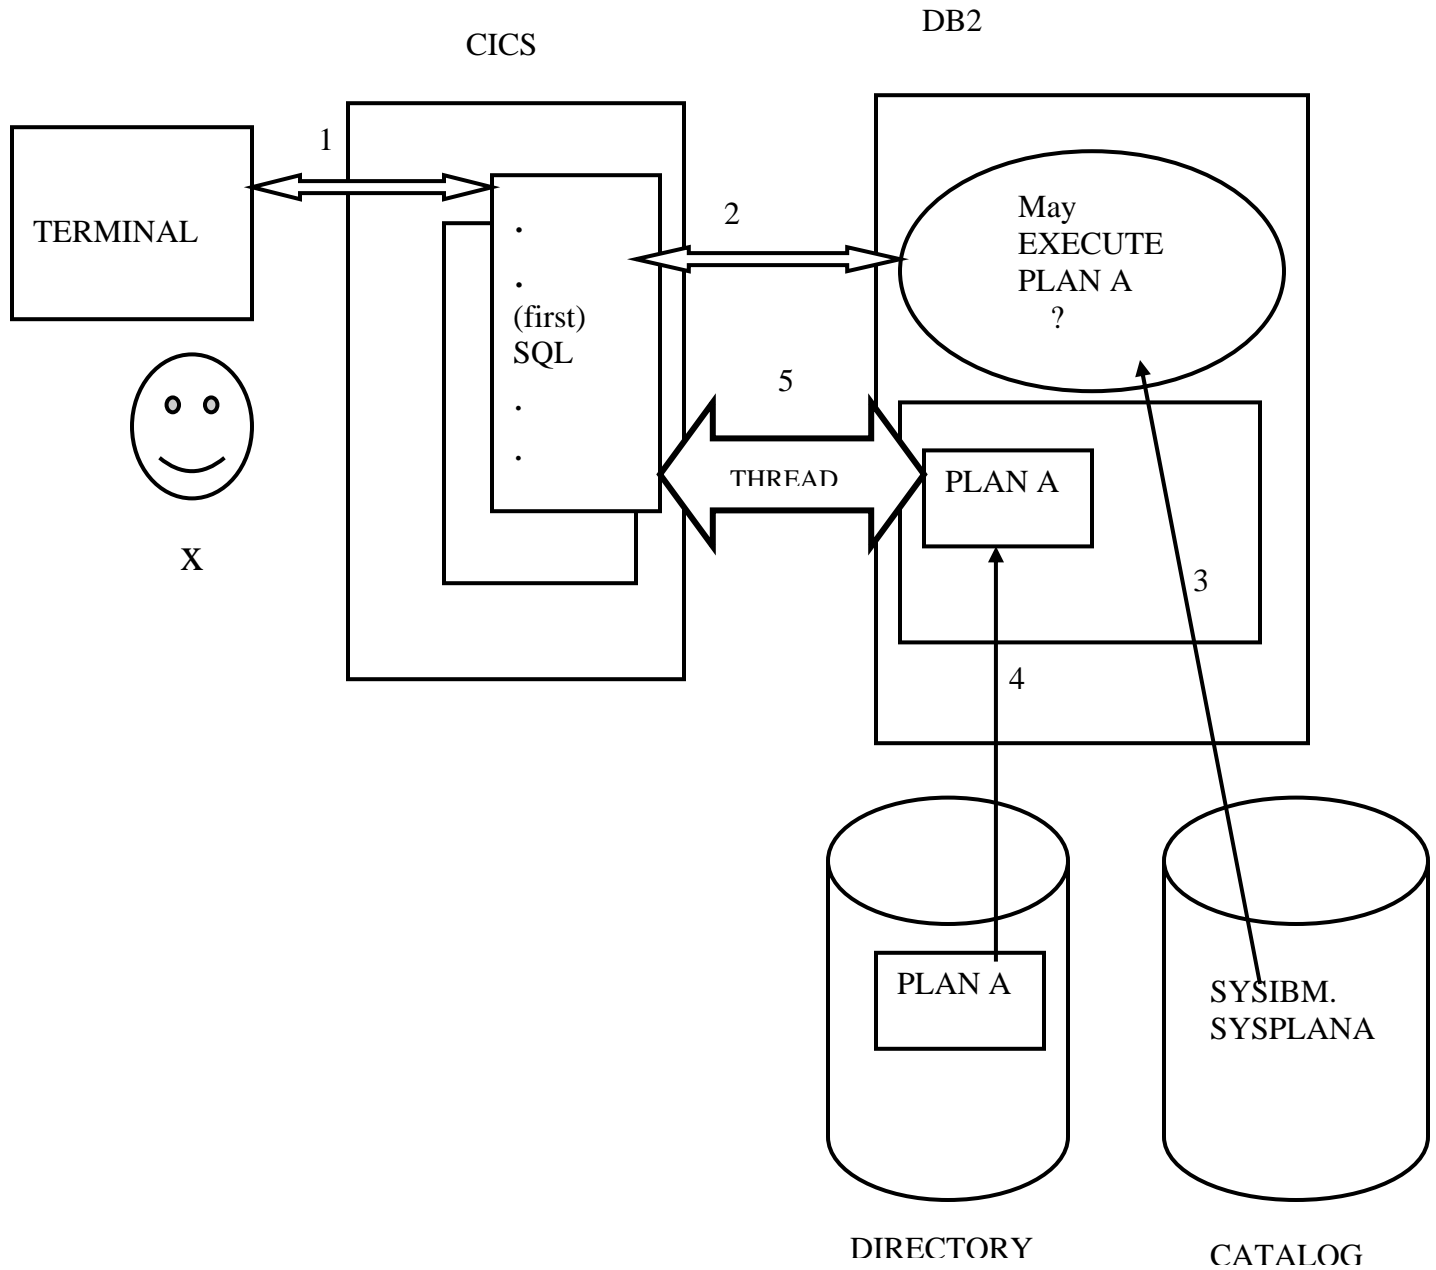 DB2
CICS
1
TERMINAL
2
May
EXECUTE
PLAN A
?
.
.
(first)
SQL
.
.
5
THREAD
PLAN A
X
3
4
PLAN A
SYSIBM.
SYSPLANA
DIRECTORY
CATALOG